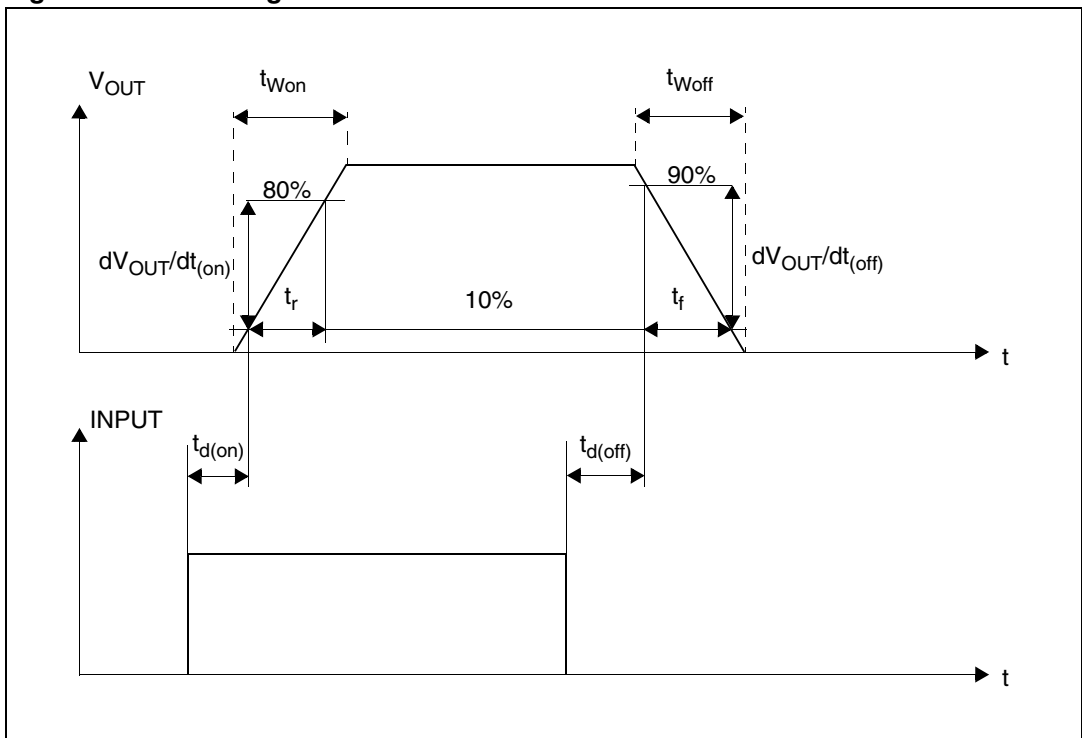 V_OUT
t_Won
t_Woff
80%
90%
dV_OUT/dt_(on)
dV_OUT/dt_(off)
t_r
10%
t_f
t
INPUT
t_d(on)
t_d(off)
t